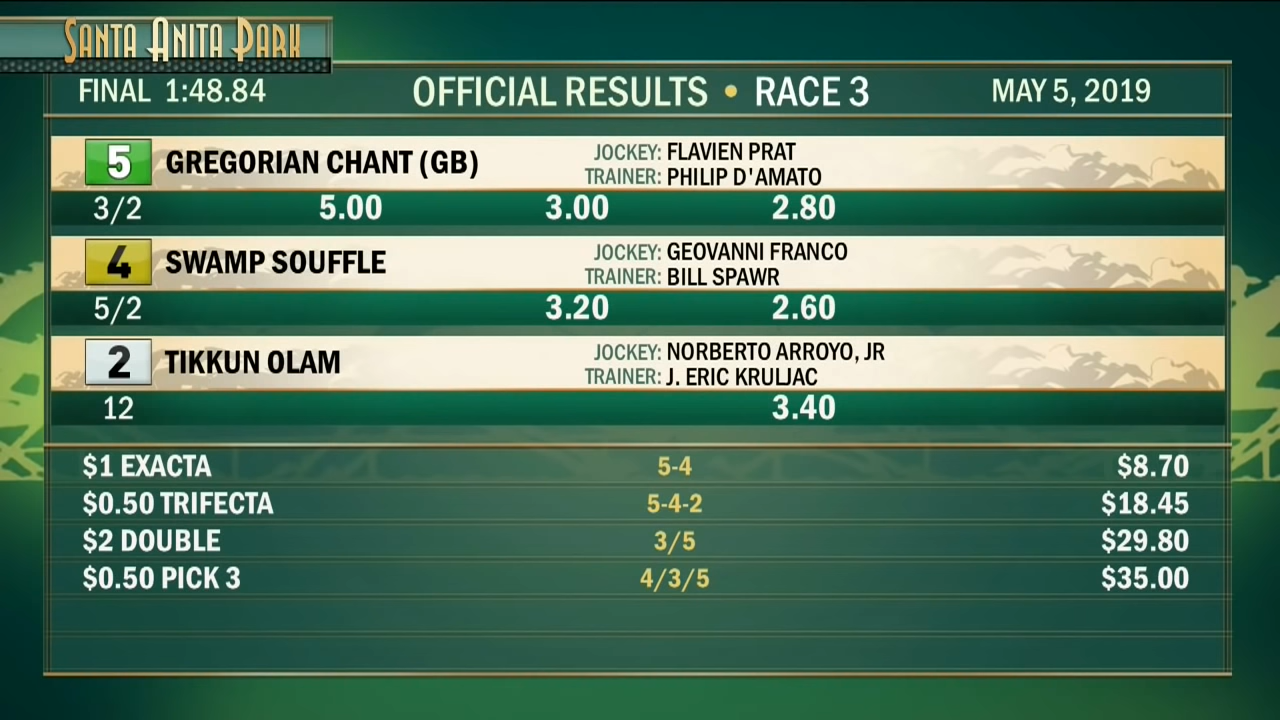 SANTA ANITA PARK
FINAL 1:48.84 OFFICIAL RESULTS • RACE 3 MAY 5, 2019
5 GREGORIAN CHANT (GB) JOCKEY: FLAVIEN PRAT
TRAINER: PHILIP D'AMATO
3/2 5.00 3.00 2.80
4 SWAMP SOUFFLE JOCKEY: GEOVANNI FRANCO
TRAINER: BILL SPAWR
5/2 3.20 2.60
2 TIKKUN OLAM JOCKEY: NORBERTO ARROYO, JR
TRAINER: J. ERIC KRULJAC
12 3.40
$1 EXACTA 5-4 $8.70
$0.50 TRIFECTA 5-4-2 $18.45
$2 DOUBLE 3/5 $29.80
$0.50 PICK 3 4/3/5 $35.00